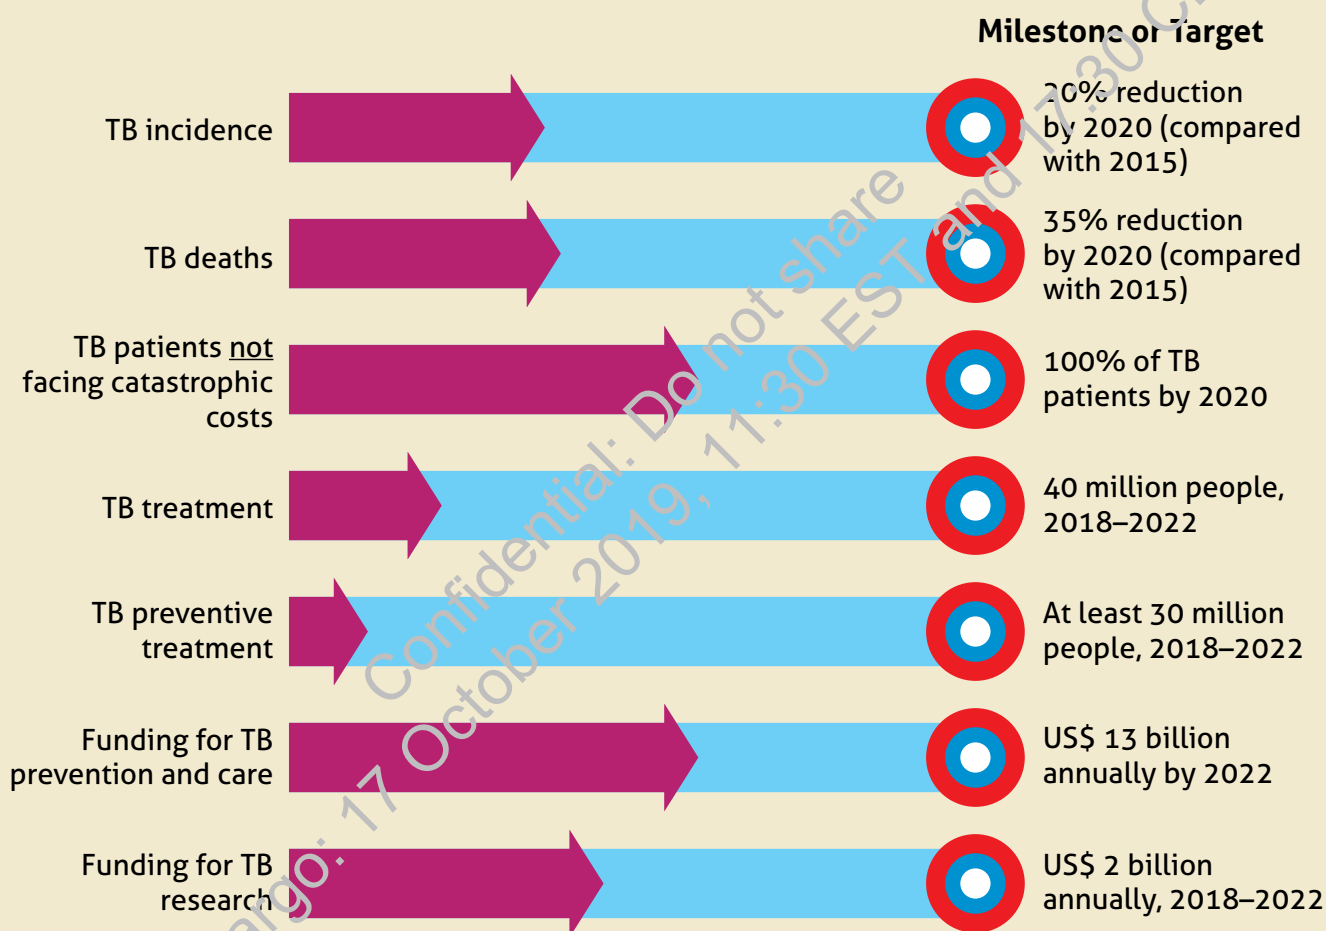 Milestone or Target
TB incidence
20% reduction
by 2020 (compared
with 2015)
TB deaths
35% reduction
by 2020 (compared
with 2015)
TB patients not
facing catastrophic
costs
100% of TB
patients by 2020
TB treatment
40 million people,
2018–2022
TB preventive
treatment
At least 30 million
people, 2018–2022
Funding for TB
prevention and care
US$ 13 billion
annually by 2022
Funding for TB
research
US$ 2 billion
annually, 2018–2022
Confidential: Do not share
17 October 2019, 11:30 EST and 17:30